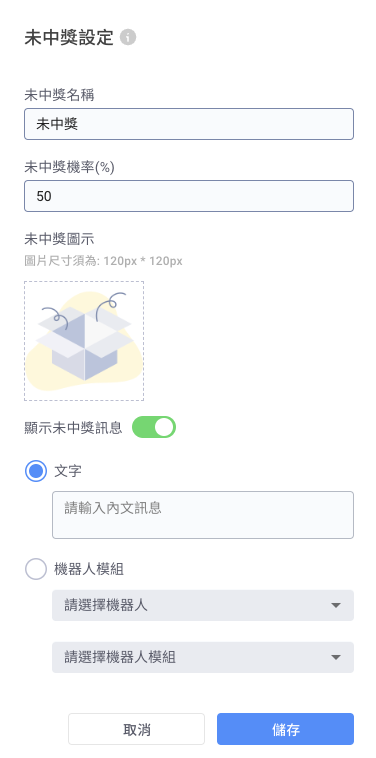 未中獎設定
未中獎名稱
未中獎
未中獎機率(%)
50
未中獎圖示
圖片尺寸須為: 120px * 120px
顯示未中獎訊息
文字
請輸入內文訊息
機器人模組
請選擇機器人
請選擇機器人模組
取消
儲存